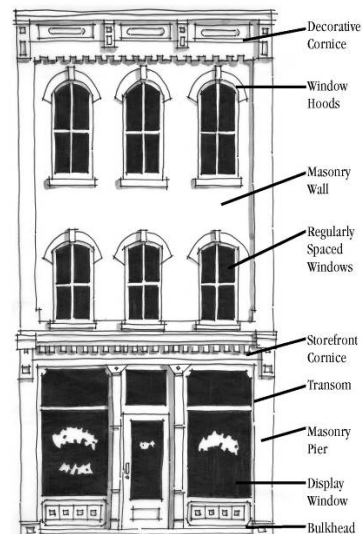 Decorative
Cornice
Window
Hoods
Masonry
Wall
Regularly
Spaced
Windows
Storefront
Cornice
Transom
Masonry
Pier
Display
Window
Bulkhead